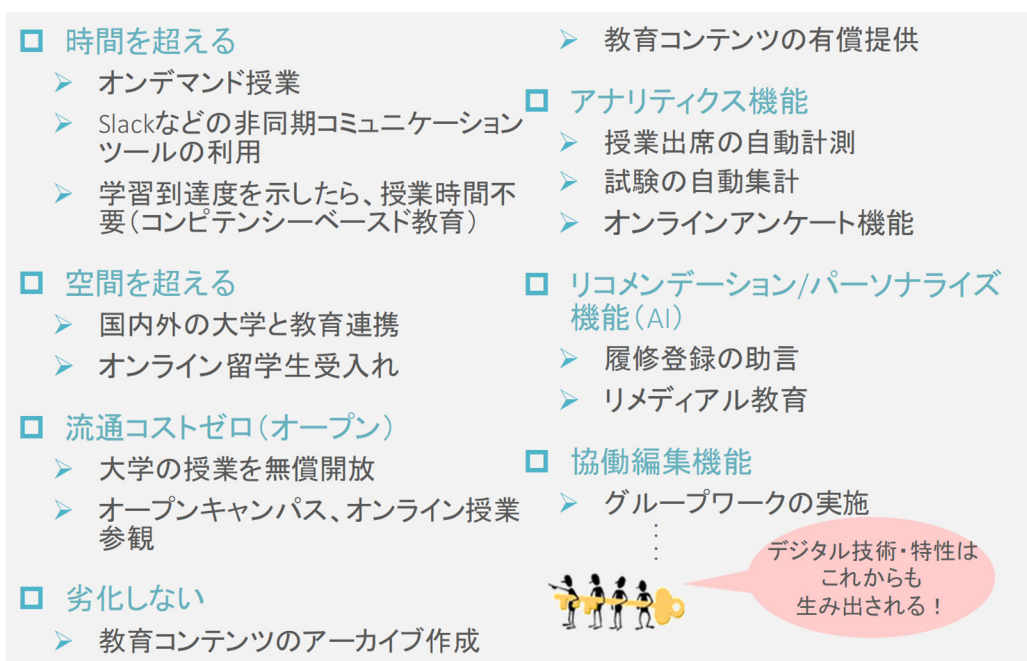 時間を超える
オンデマンド授業
Slackなどの非同期コミュニケーション
ツールの利用
学習到達度を示したら、授業時間不
要（コンピテンシーベースド教育）
空間を超える
国内外の大学と教育連携
オンライン留学生受入れ
流通コストゼロ（オープン）
大学の授業を無償開放
オープンキャンパス、オンライン授業
参観
劣化しない
教育コンテンツのアーカイブ作成
教育コンテンツの有償提供
アナリティクス機能
授業出席の自動計測
試験の自動集計
オンラインアンケート機能
リコメンデーション/パーソナライズ
機能（AI）
履修登録の助言
リメディアル教育
協働編集機能
グループワークの実施
デジタル技術・特性は
これからも
生み出される！